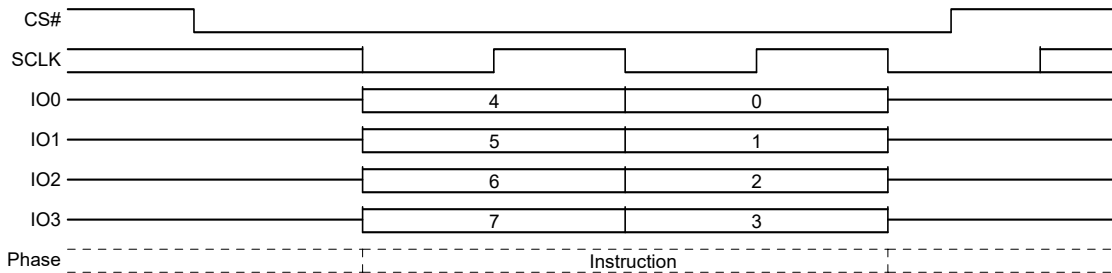 CS#
SCLK
IO0 4 0
IO1 5 1
IO2 6 2
IO3 7 3
Phase Instruction